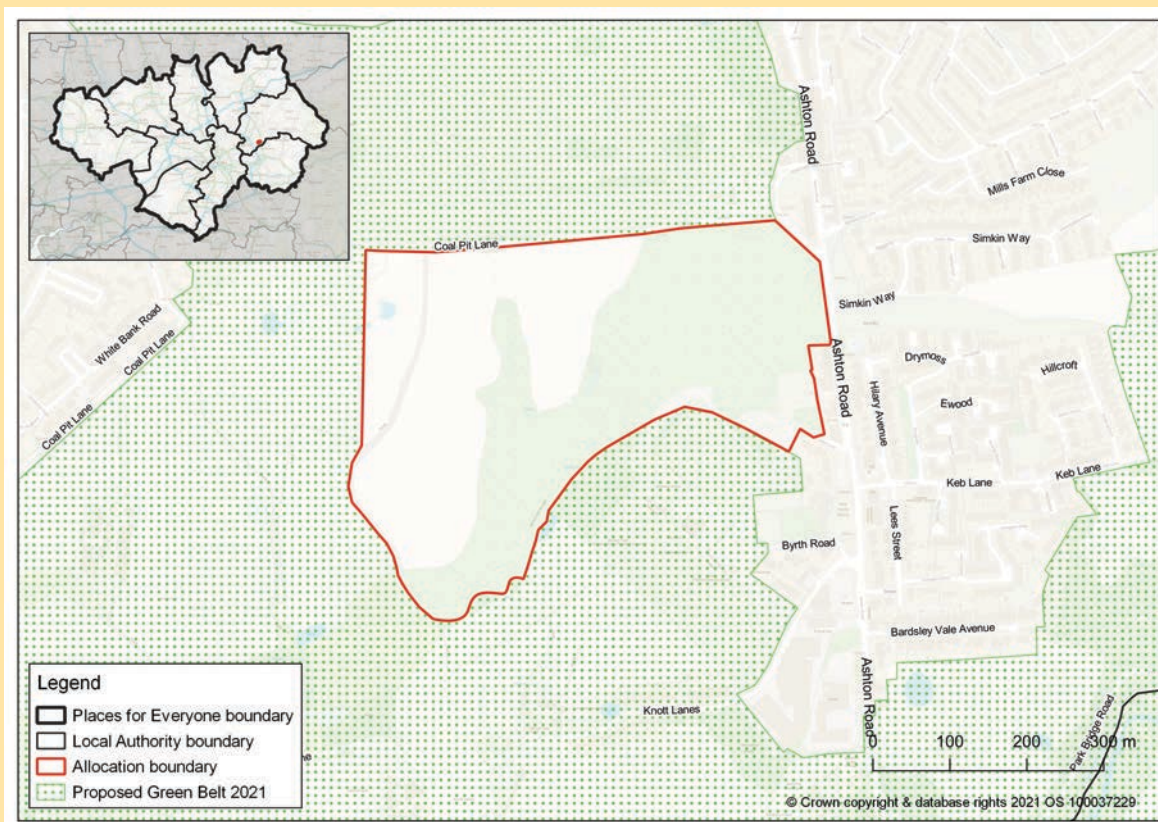 Ashton Road
Mills Farm Close
Coal Pit Lane
Simkin Way
White Bank Road
Coal Pit Lane
Simkin Way
Ashton Road
Drymoss
Hillcroft
Hilary Avenue
Ewood
Coal Pit Lane
Keb Lane
Keb Lane
Lees Street
Byrth Road
Bardsley Vale Avenue
Ashton Road
Knott Lanes
Park Bridge Road
Legend
Places for Everyone boundary
Local Authority boundary
Allocation boundary
Proposed Green Belt 2021
0 100 200 300 m
© Crown copyright & database rights 2021 OS 100037229